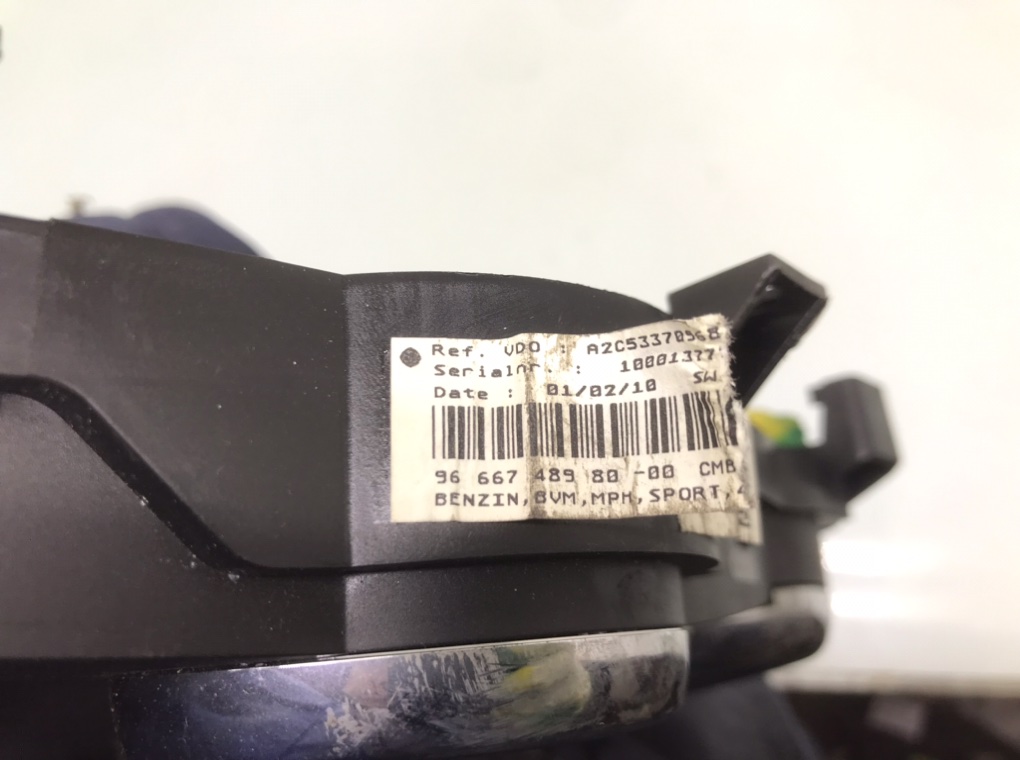 Ref. VDO : A2C53370968
Serialnr. : 10001377
Date : 01/02/10 SW
96 667 489 80 -00 CMB
BENZIN,BVM,MPH,SPORT,